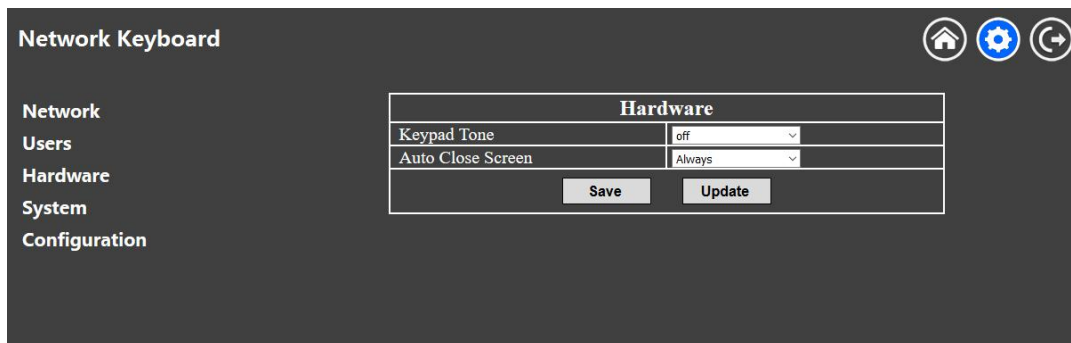 Network Keyboard
Network
Users
Hardware
System
Configuration
Hardware
Keypad Tone off
Auto Close Screen Always
Save Update